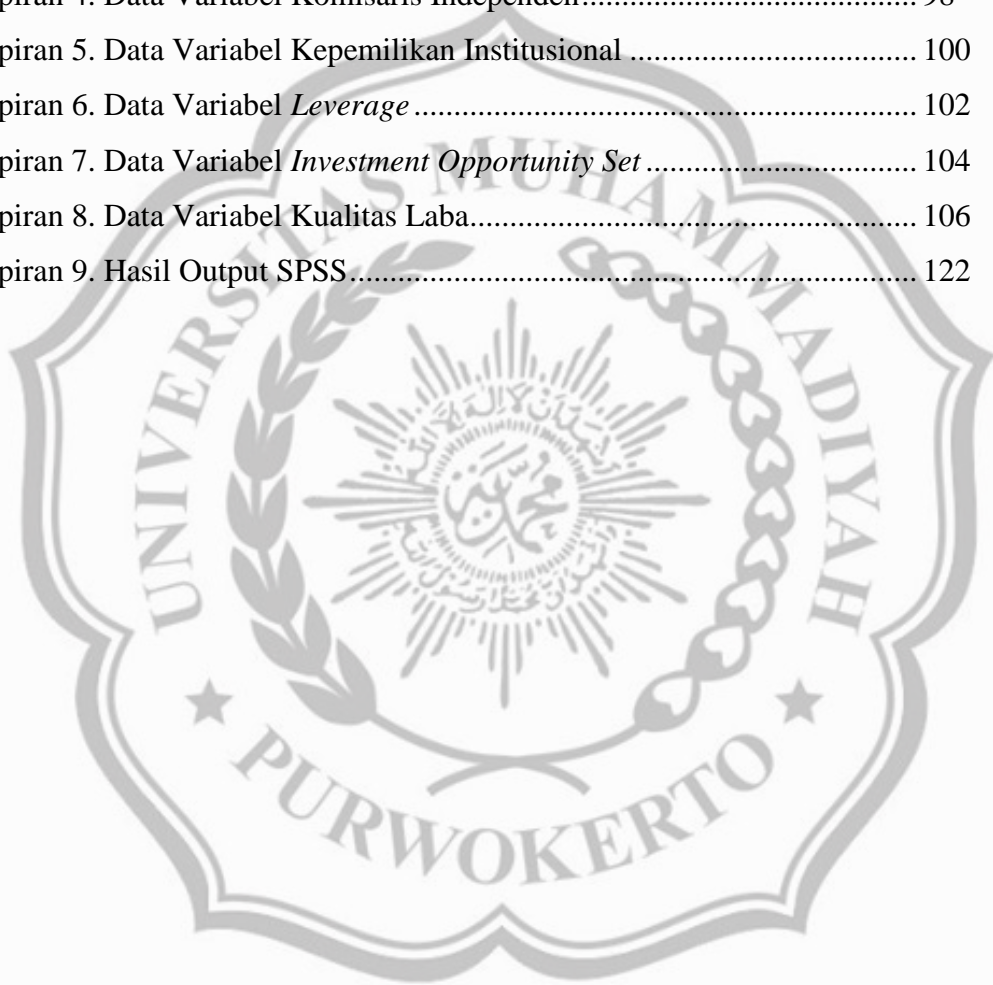 piran 4. Data Variabel Komisaris Independen.......................................... 98
piran 5. Data Variabel Kepemilikan Institusional ................................... 100
piran 6. Data Variabel Leverage ............................................................. 102
piran 7. Data Variabel Investment Opportunity Set ................................. 104
piran 8. Data Variabel Kualitas Laba...................................................... 106
piran 9. Hasil Output SPSS..................................................................... 122
UNIVERSITAS MUHAMMADIYAH
PURWOKERTO